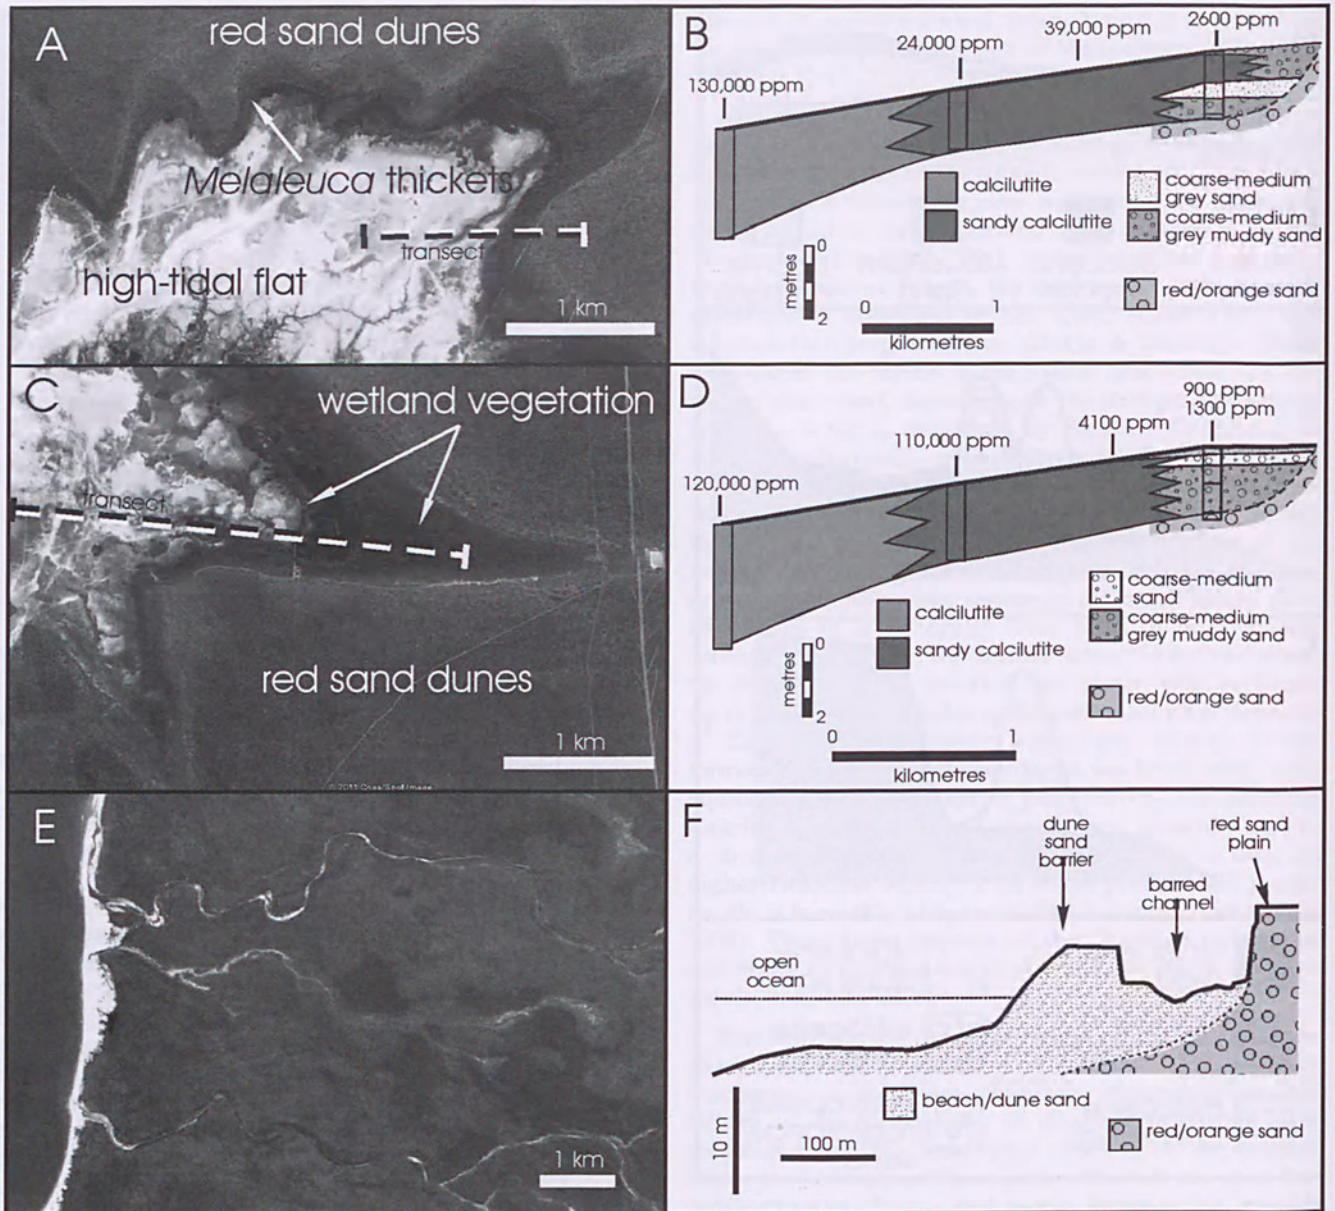 A
red sand dunes
Melaleuca thickets
transect
high-tidal flat
1 km
B
130,000 ppm
24,000 ppm
39,000 ppm
2600 ppm
calcilutite
sandy calcilutite
coarse-medium
grey sand
coarse-medium
grey muddy sand
red/orange sand
metres
0
2
0
1
kilometres
C
wetland vegetation
transect
red sand dunes
1 km
D
120,000 ppm
110,000 ppm
4100 ppm
900 ppm
1300 ppm
calcilutite
sandy calcilutite
coarse-medium
sand
coarse-medium
grey muddy sand
red/orange sand
metres
0
2
0
1
kilometres
E
1 km
F
dune
sand
barrier
red sand
plain
barred
channel
open
ocean
beach/dune sand
red/orange sand
10 m
100 m